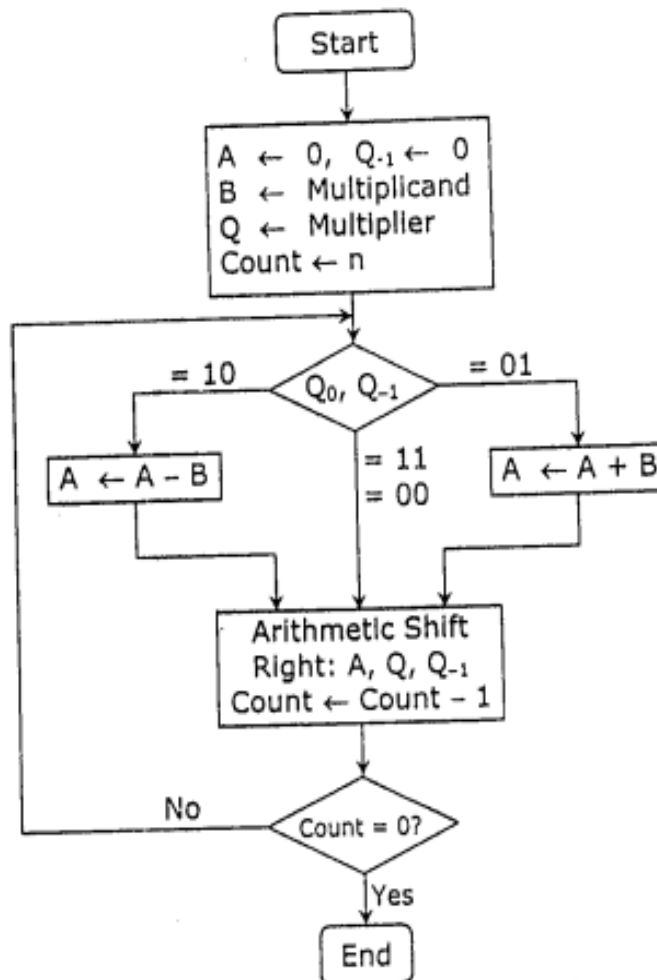 Start
A ← 0, Q₋₁ ← 0
B ← Multiplicand
Q ← Multiplier
Count ← n
= 10
Q₀, Q₋₁
= 01
A ← A – B
= 11
= 00
A ← A + B
Arithmetic Shift
Right: A, Q, Q₋₁
Count ← Count – 1
No
Count = 0?
Yes
End